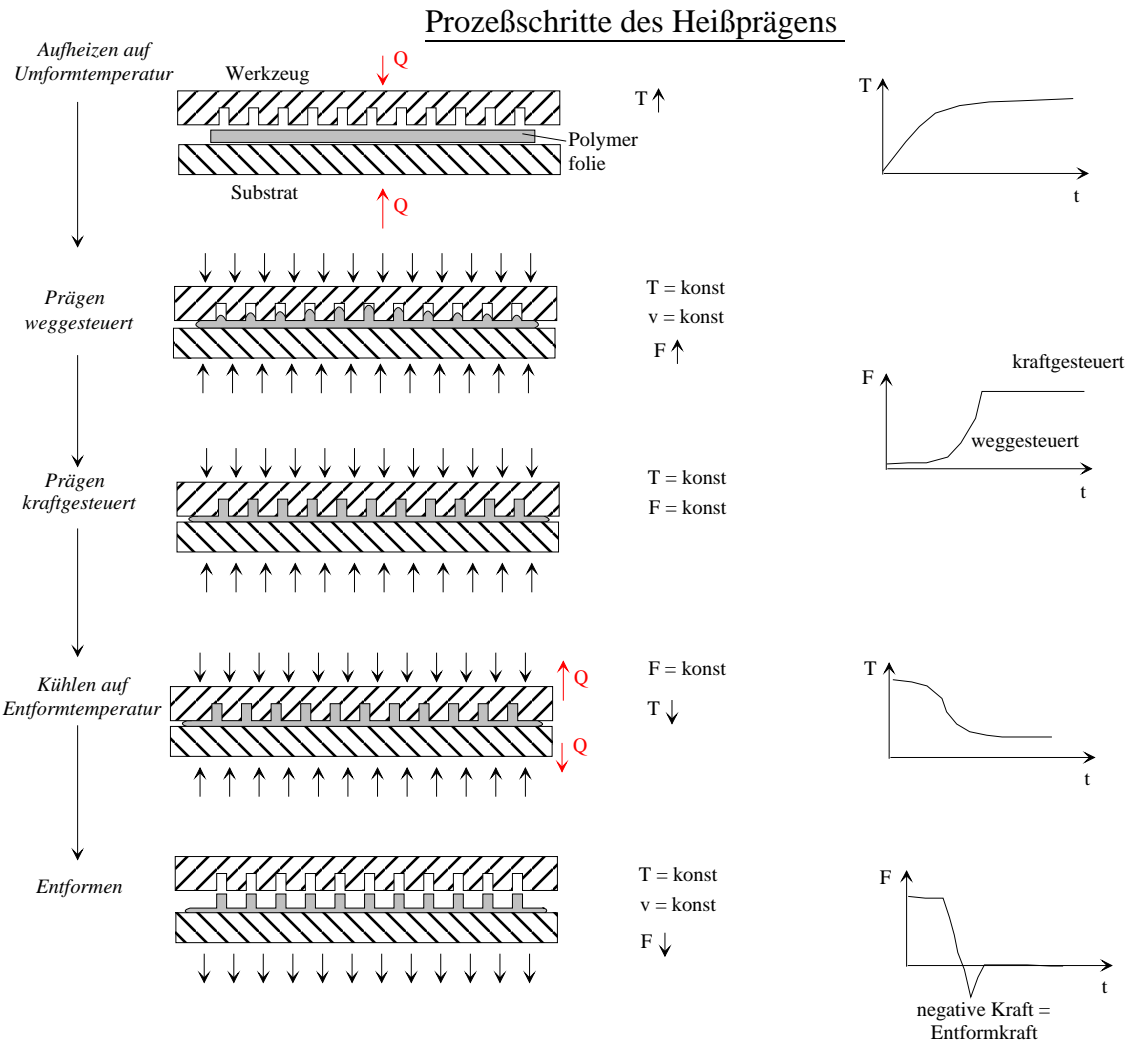 Prozeßschritte des Heißprägens
Aufheizen auf
Umformtemperatur
Werkzeug
Q
T
Polymer
folie
Substrat
Q
T
t
Prägen
weggesteuert
T = konst
v = konst
F
F
kraftgesteuert
weggesteuert
t
Prägen
kraftgesteuert
T = konst
F = konst
Kühlen auf
Entformtemperatur
Q
Q
F = konst
T
T
t
Entformen
T = konst
v = konst
F
F
t
negative Kraft =
Entformkraft